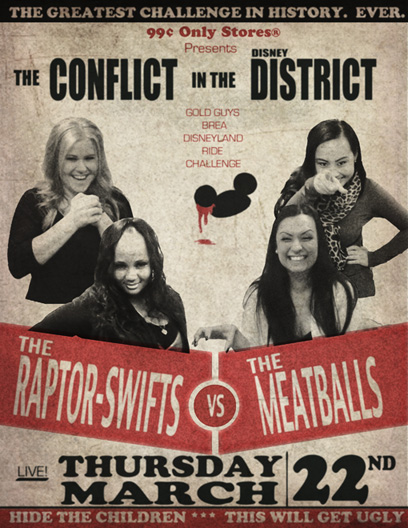 THE GREATEST CHALLENGE IN HISTORY. EVER.
99¢ Only Stores®
Presents
THE CONFLICT IN THE DISNEY DISTRICT
GOLD GUYS
BREA
DISNEYLAND
RIDE
CHALLENGE
THE
RAPTOR-SWIFTS
VS
THE
MEATBALLS
LIVE! THURSDAY
MARCH 22ND
HIDE THE CHILDREN *** THIS WILL GET UGLY